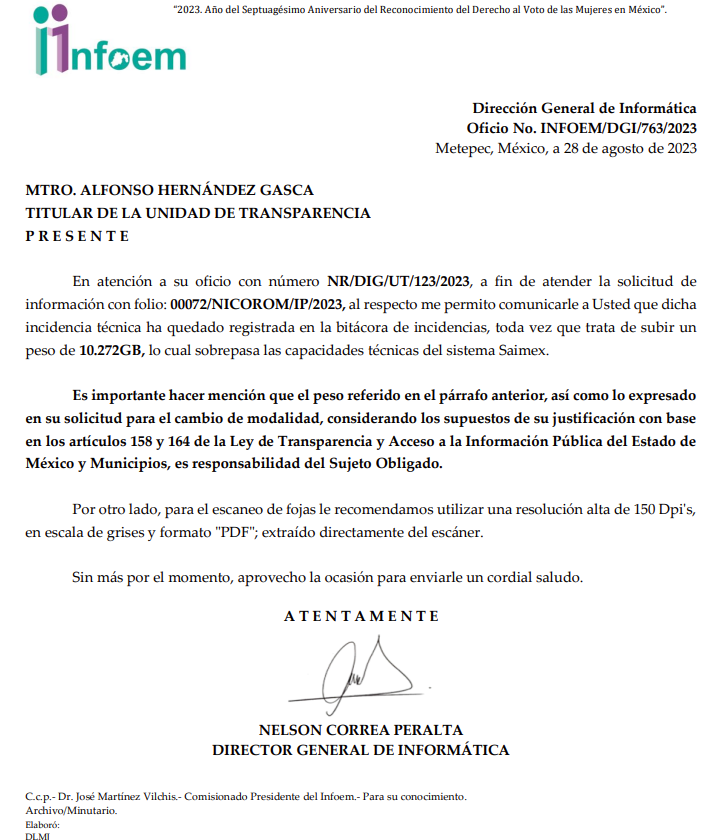 "2023. Año del Septuagésimo Aniversario del Reconocimiento del Derecho al Voto de las Mujeres en México".
infoem
Dirección General de Informática
Oficio No. INFOEM/DGI/763/2023
Metepec, México, a 28 de agosto de 2023
MTRO. ALFONSO HERNÁNDEZ GASCA
TITULAR DE LA UNIDAD DE TRANSPARENCIA
P R E S E N T E
En atención a su oficio con número NR/DIG/UT/123/2023, a fin de atender la solicitud de
información con folio: 00072/NICOROM/IP/2023, al respecto me permito comunicarle a Usted que dicha
incidencia técnica ha quedado registrada en la bitácora de incidencias, toda vez que trata de subir un
peso de 10.272GB, lo cual sobrepasa las capacidades técnicas del sistema Saimex.
Es importante hacer mención que el peso referido en el párrafo anterior, así como lo expresado
en su solicitud para el cambio de modalidad, considerando los supuestos de su justificación con base
en los artículos 158 y 164 de la Ley de Transparencia y Acceso a la Información Pública del Estado de
México y Municipios, es responsabilidad del Sujeto Obligado.
Por otro lado, para el escaneo de fojas le recomendamos utilizar una resolución alta de 150 Dpi's,
en escala de grises y formato "PDF"; extraído directamente del escáner.
Sin más por el momento, aprovecho la ocasión para enviarle un cordial saludo.
A T E N T A M E N T E
NELSON CORREA PERALTA
DIRECTOR GENERAL DE INFORMÁTICA
C.c.p.- Dr. José Martínez Vilchis.- Comisionado Presidente del Infoem.- Para su conocimiento.
Archivo/Minutario.
Elaboró:
DLMI